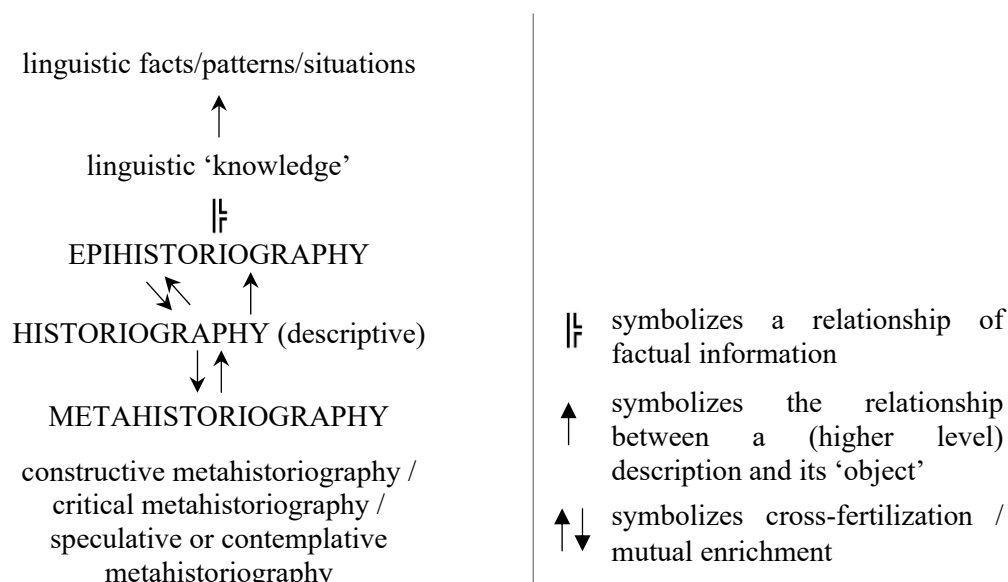 linguistic facts/patterns/situations
linguistic ‘knowledge’
EPIHISTORIOGRAPHY
HISTORIOGRAPHY (descriptive)
METAHISTORIOGRAPHY
constructive metahistoriography /
critical metahistoriography /
speculative or contemplative
metahistoriography
symbolizes a relationship of
factual information
symbolizes the relationship
between a (higher level)
description and its ‘object’
symbolizes cross-fertilization /
mutual enrichment